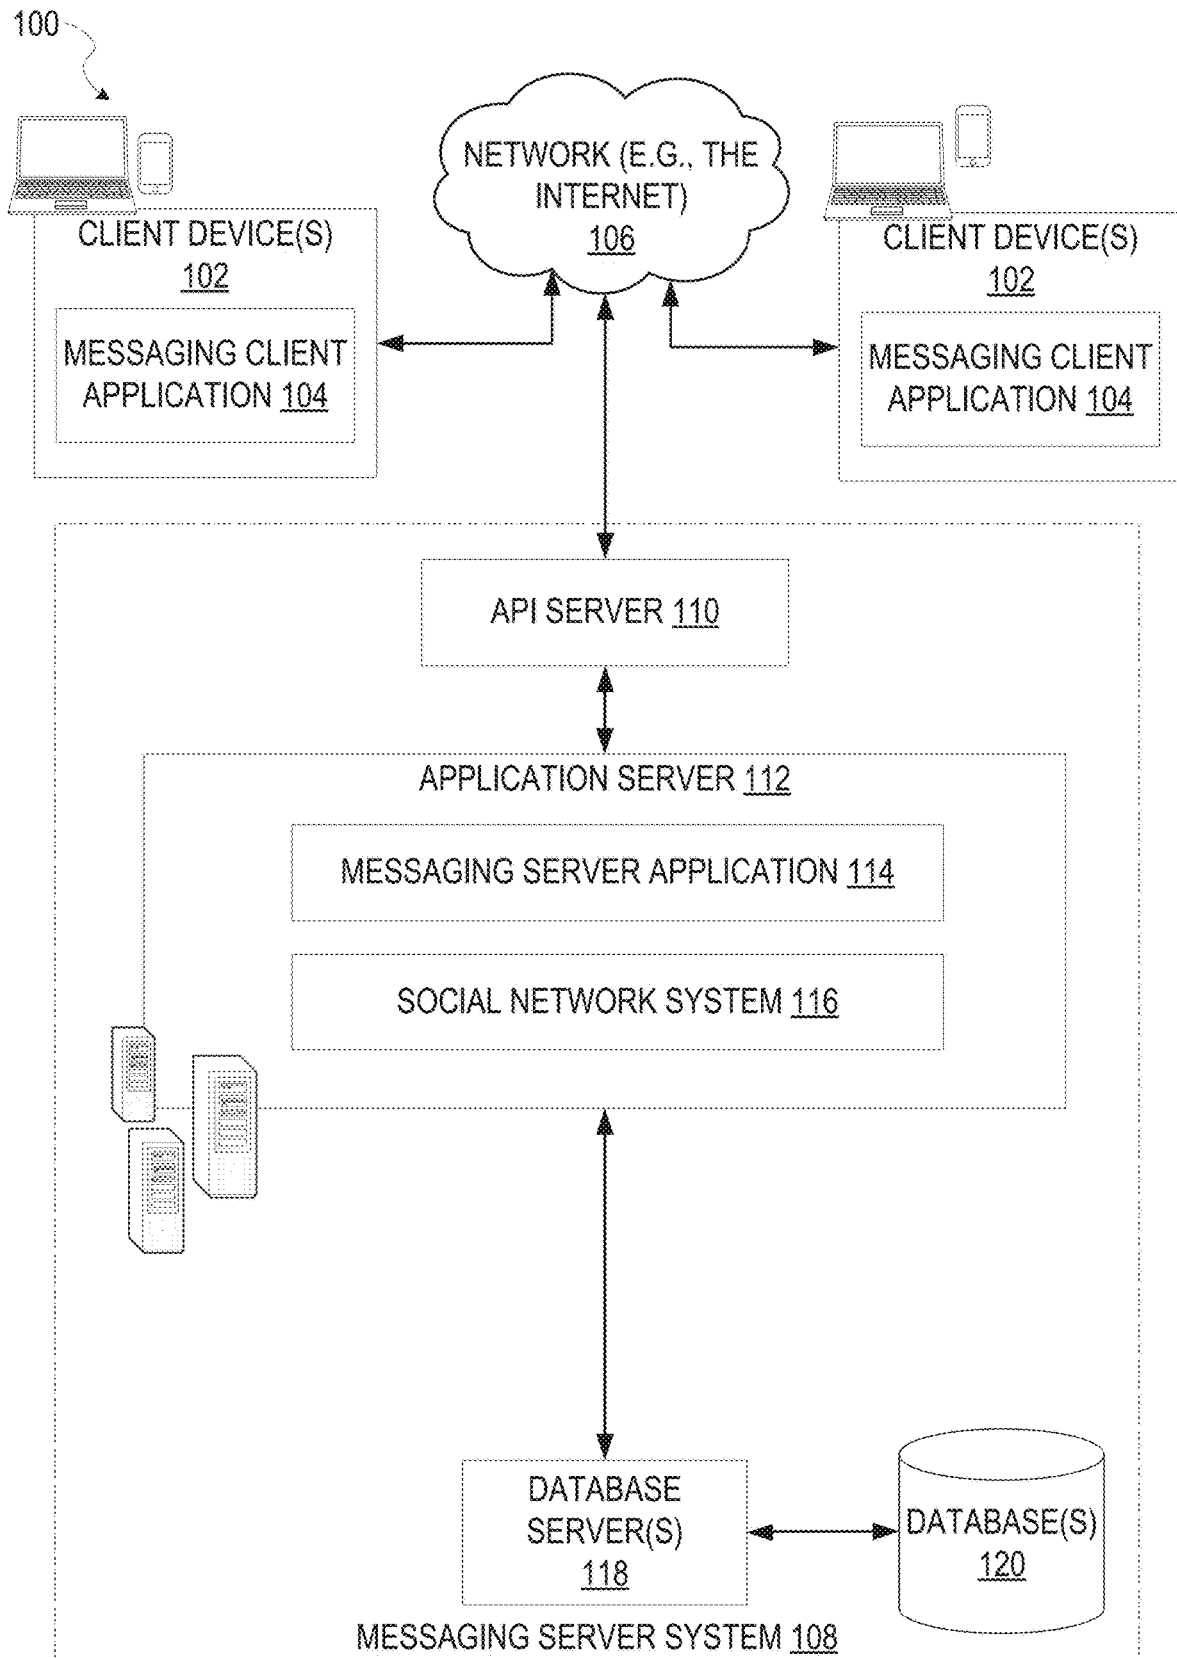 100
NETWORK (E.G., THE
INTERNET)
106
CLIENT DEVICE(S)
102
MESSAGING CLIENT
APPLICATION 104
CLIENT DEVICE(S)
102
MESSAGING CLIENT
APPLICATION 104
API SERVER 110
APPLICATION SERVER 112
MESSAGING SERVER APPLICATION 114
SOCIAL NETWORK SYSTEM 116
DATABASE
SERVER(S)
118
DATABASE(S)
120
MESSAGING SERVER SYSTEM 108